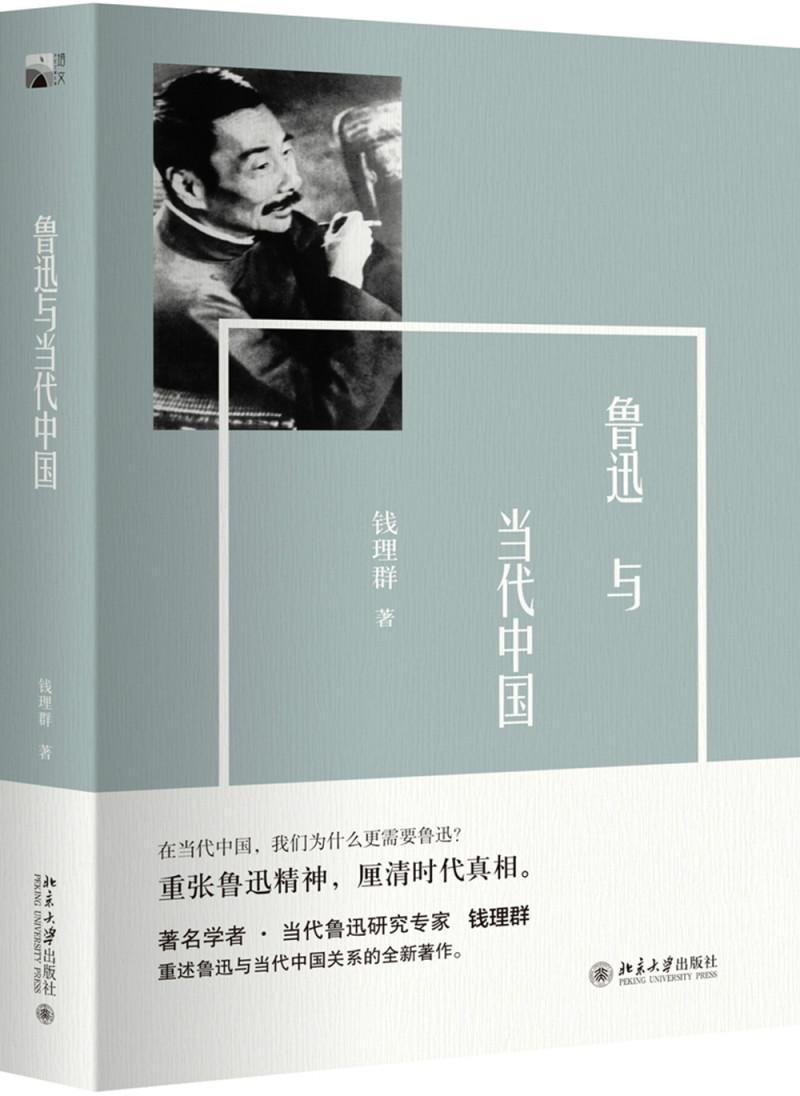 培文
鲁迅与当代中国
钱理群 著
北京大学出版社
PEKING UNIVERSITY PRESS
鲁迅 与
当代中国
钱理群 著
在当代中国，我们为什么更需要鲁迅？
重张鲁迅精神，厘清时代真相。
著名学者·当代鲁迅研究专家 钱理群
重述鲁迅与当代中国关系的全新著作。
北京大学出版社
PEKING UNIVERSITY PRESS